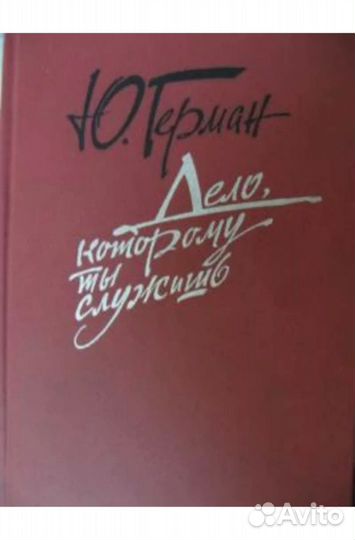 Ю. Герман
Дело,
которому
ты
служишь
Avito